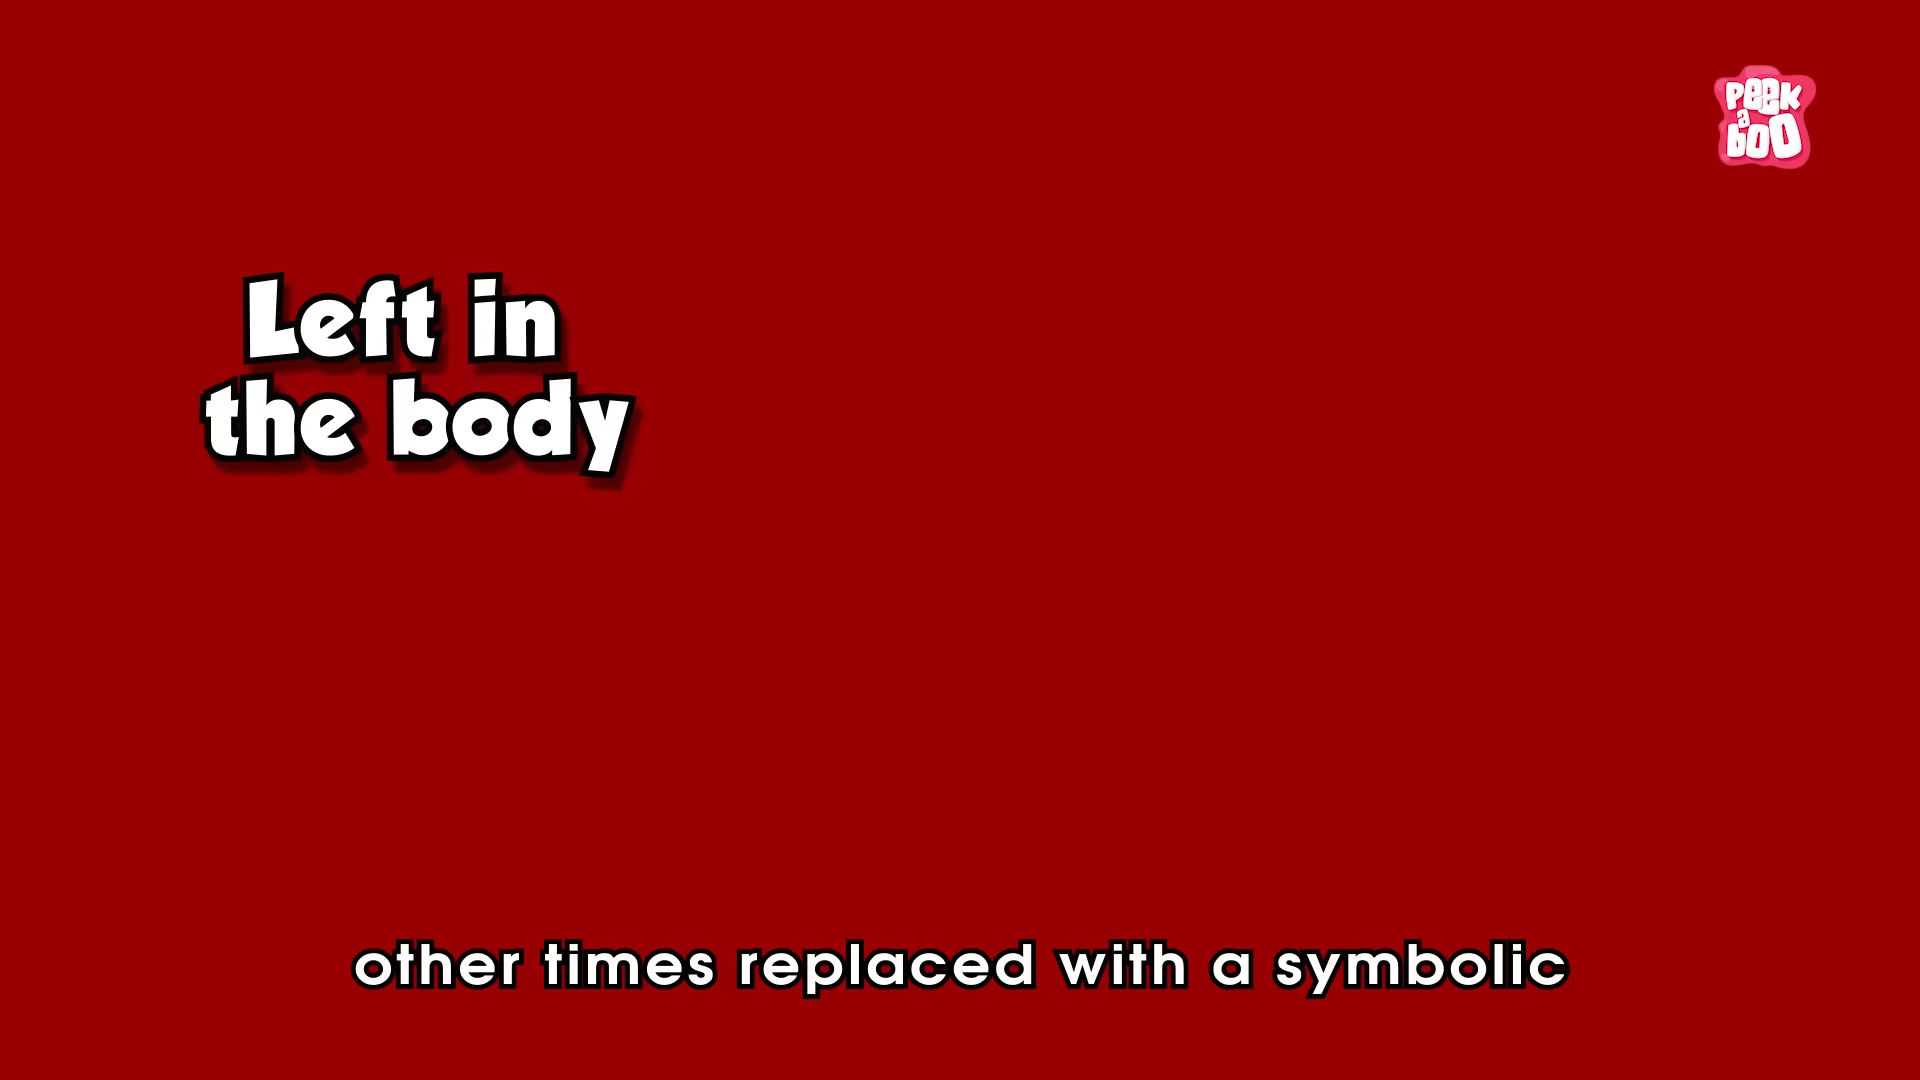 peek
a
boo
Left in
the body
other times replaced with a symbolic